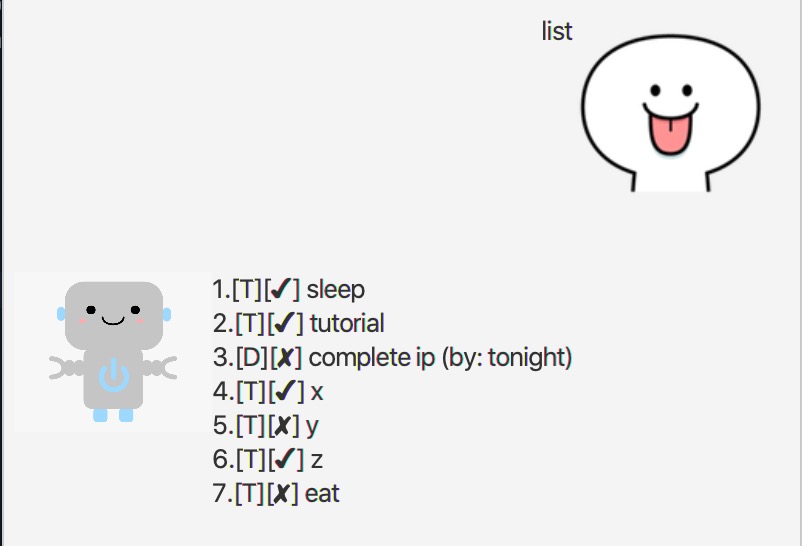 list
1.[T][✔] sleep
2.[T][✔] tutorial
3.[D][✘] complete ip (by: tonight)
4.[T][✔] x
5.[T][✘] y
6.[T][✔] z
7.[T][✘] eat